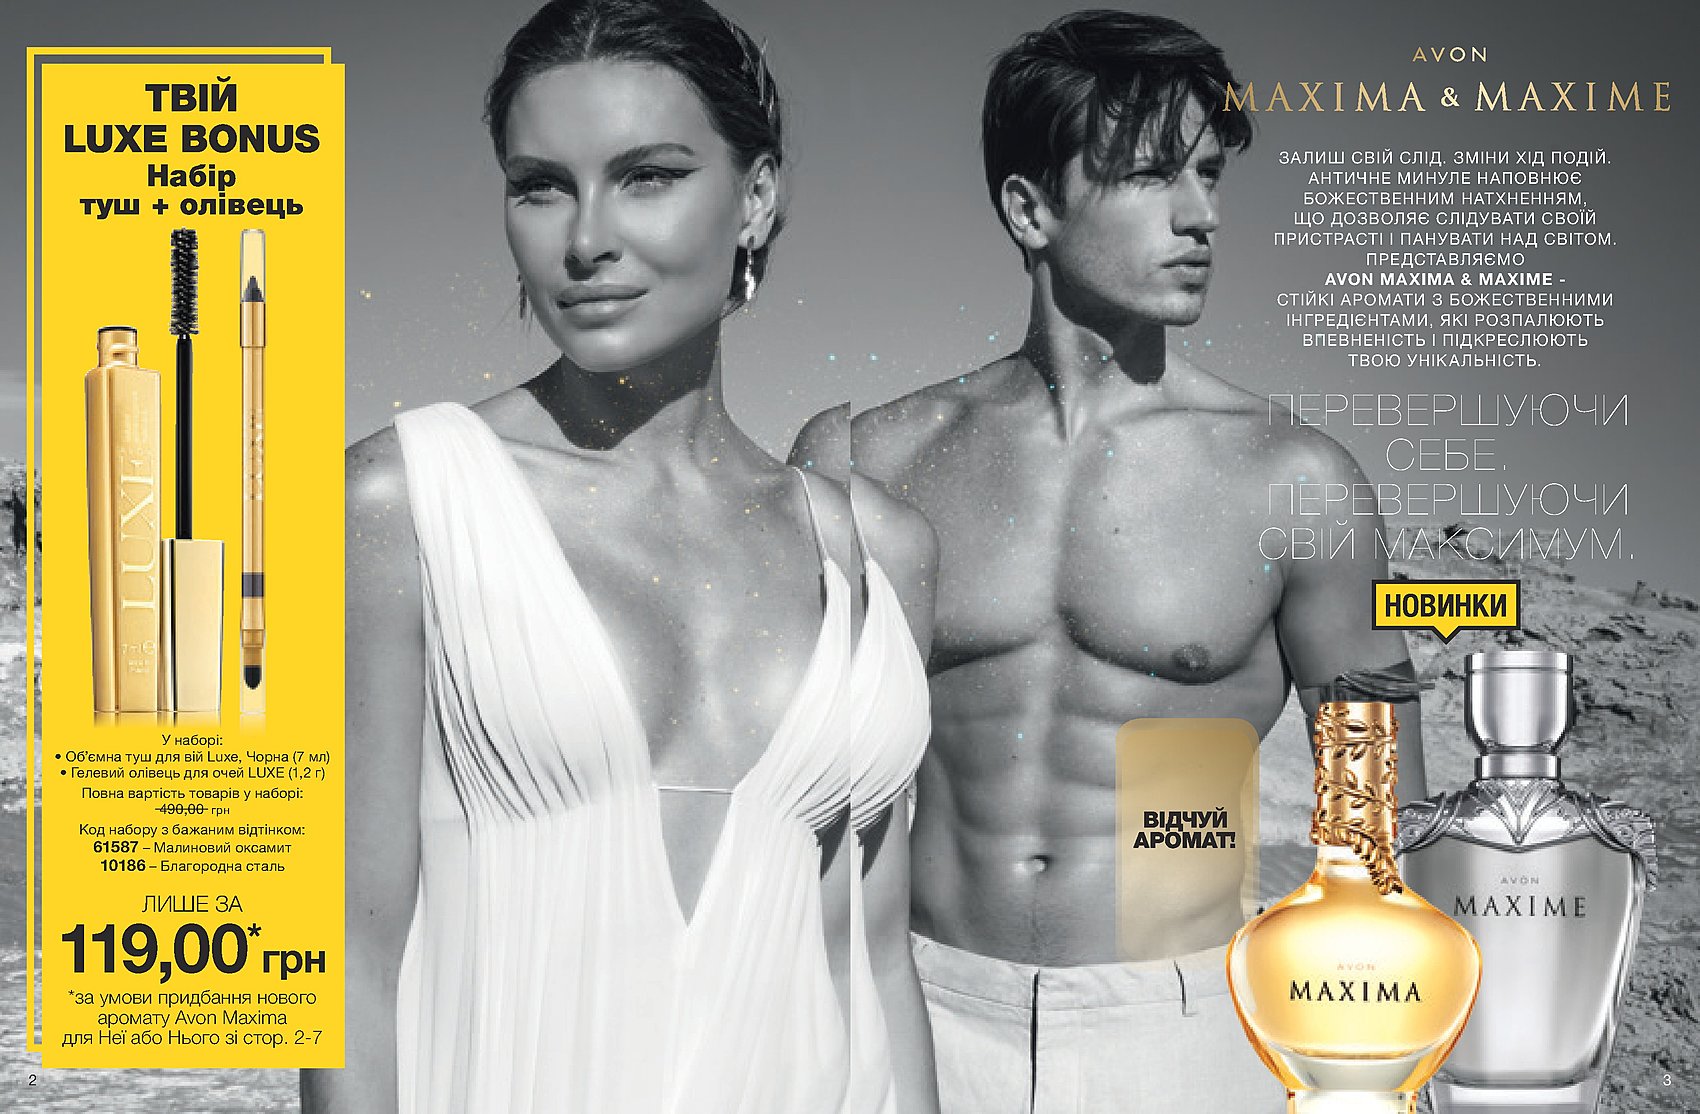 ТВІЙ
LUXE BONUS
Набір
туш + олівець
LUXE
LUXE
У наборі:
• Об'ємна туш для вій Luxe, Чорна (7 мл)
• Гелевий олівець для очей LUXE (1,2 г)
Повна вартість товарів у наборі:
490,00 грн
Код набору з бажаним відтінком:
61587 – Малиновий оксамит
10186 – Благородна сталь
ЛИШЕ ЗА
119,00* грн
*за умови придбання нового
аромату Avon Maxima
для Неї або Нього зі стор. 2-7
2
AVON
MAXIMA & MAXIME
ЗАЛИШ СВІЙ СЛІД. ЗМІНИ ХІД ПОДІЙ.
АНТИЧНЕ МИНУЛЕ НАПОВНЮЄ
БОЖЕСТВЕННИМ НАТХНЕННЯМ,
ЩО ДОЗВОЛЯЄ СЛІДУВАТИ СВОЇЙ
ПРИСТРАСТІ І ПАНУВАТИ НАД СВІТОМ.
ПРЕДСТАВЛЯЄМО
AVON MAXIMA & MAXIME -
СТІЙКІ АРОМАТИ З БОЖЕСТВЕННИМИ
ІНГРЕДІЄНТАМИ, ЯКІ РОЗПАЛЮЮТЬ
ВПЕВНЕНІСТЬ І ПІДКРЕСЛЮЮТЬ
ТВОЮ УНІКАЛЬНІСТЬ.
ПЕРЕВЕРШУЮЧИ
СЕБЕ.
ПЕРЕВЕРШУЮЧИ
СВІЙ МАКСИМУМ.
НОВИНКИ
ВІДЧУЙ
АРОМАТ!
AVON
MAXIME
AVON
MAXIMA
3